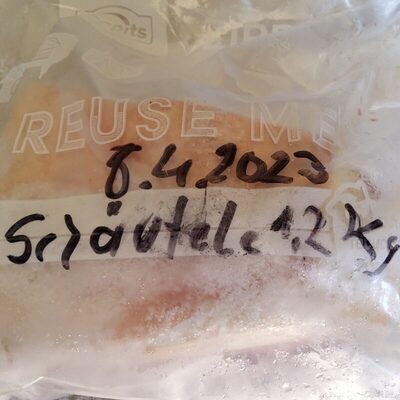 REUSE ME
8.4.2023
Schäufele 1,2 kg